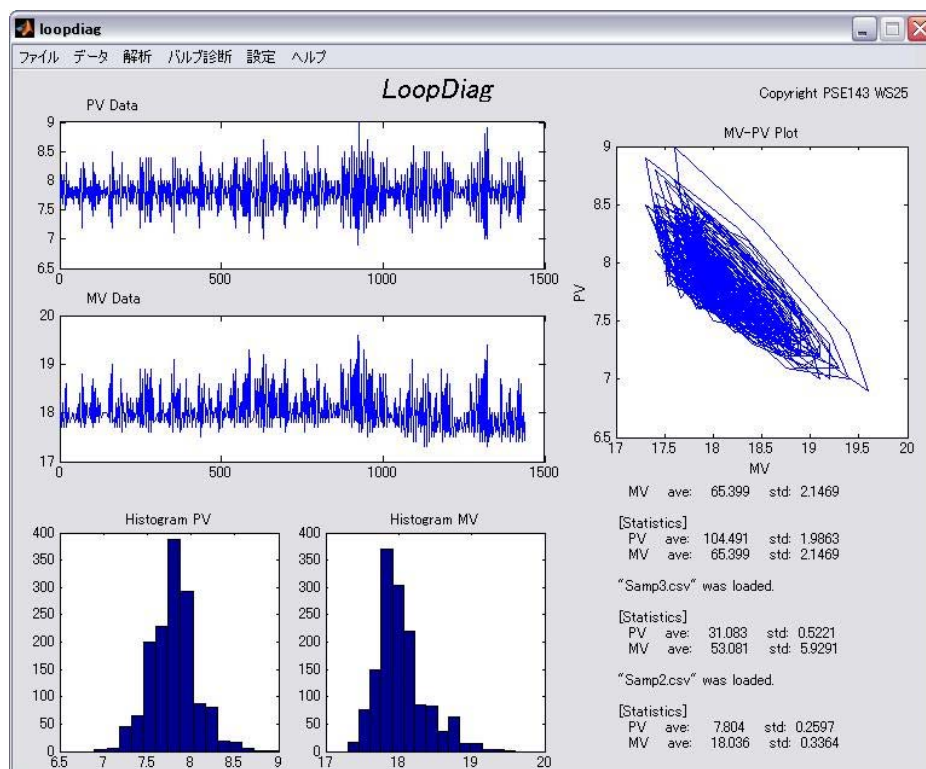 loopdiag
ファイル データ 解析 バルブ診断 設定 ヘルプ
LoopDiag
Copyright PSE143 WS25
PV Data
9
8.5
8
7.5
7
6.5
0 500 1000 1500
MV Data
20
19
18
17
0 500 1000 1500
MV-PV Plot
9
8.5
8
7.5
7
6.5
PV
17 17.5 18 18.5 19 19.5 20
MV
Histogram PV
400
350
300
250
200
150
100
50
0
6.5 7 7.5 8 8.5 9
Histogram MV
400
350
300
250
200
150
100
50
0
17 18 19 20
MV ave: 65.399 std: 2.1469
[Statistics]
PV ave: 104.491 std: 1.9863
MV ave: 65.399 std: 2.1469
"Samp3.csv" was loaded.
[Statistics]
PV ave: 31.083 std: 0.5221
MV ave: 53.081 std: 5.9291
"Samp2.csv" was loaded.
[Statistics]
PV ave: 7.804 std: 0.2597
MV ave: 18.036 std: 0.3364